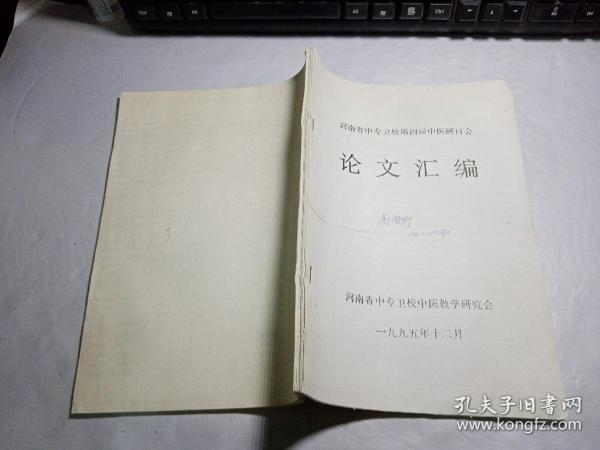 河南省中专卫校第四届中医研讨会
论文汇编
河南省中专卫校中医教学研究会
一九九五年十二月
孔夫子旧书网
www.kongfz.com